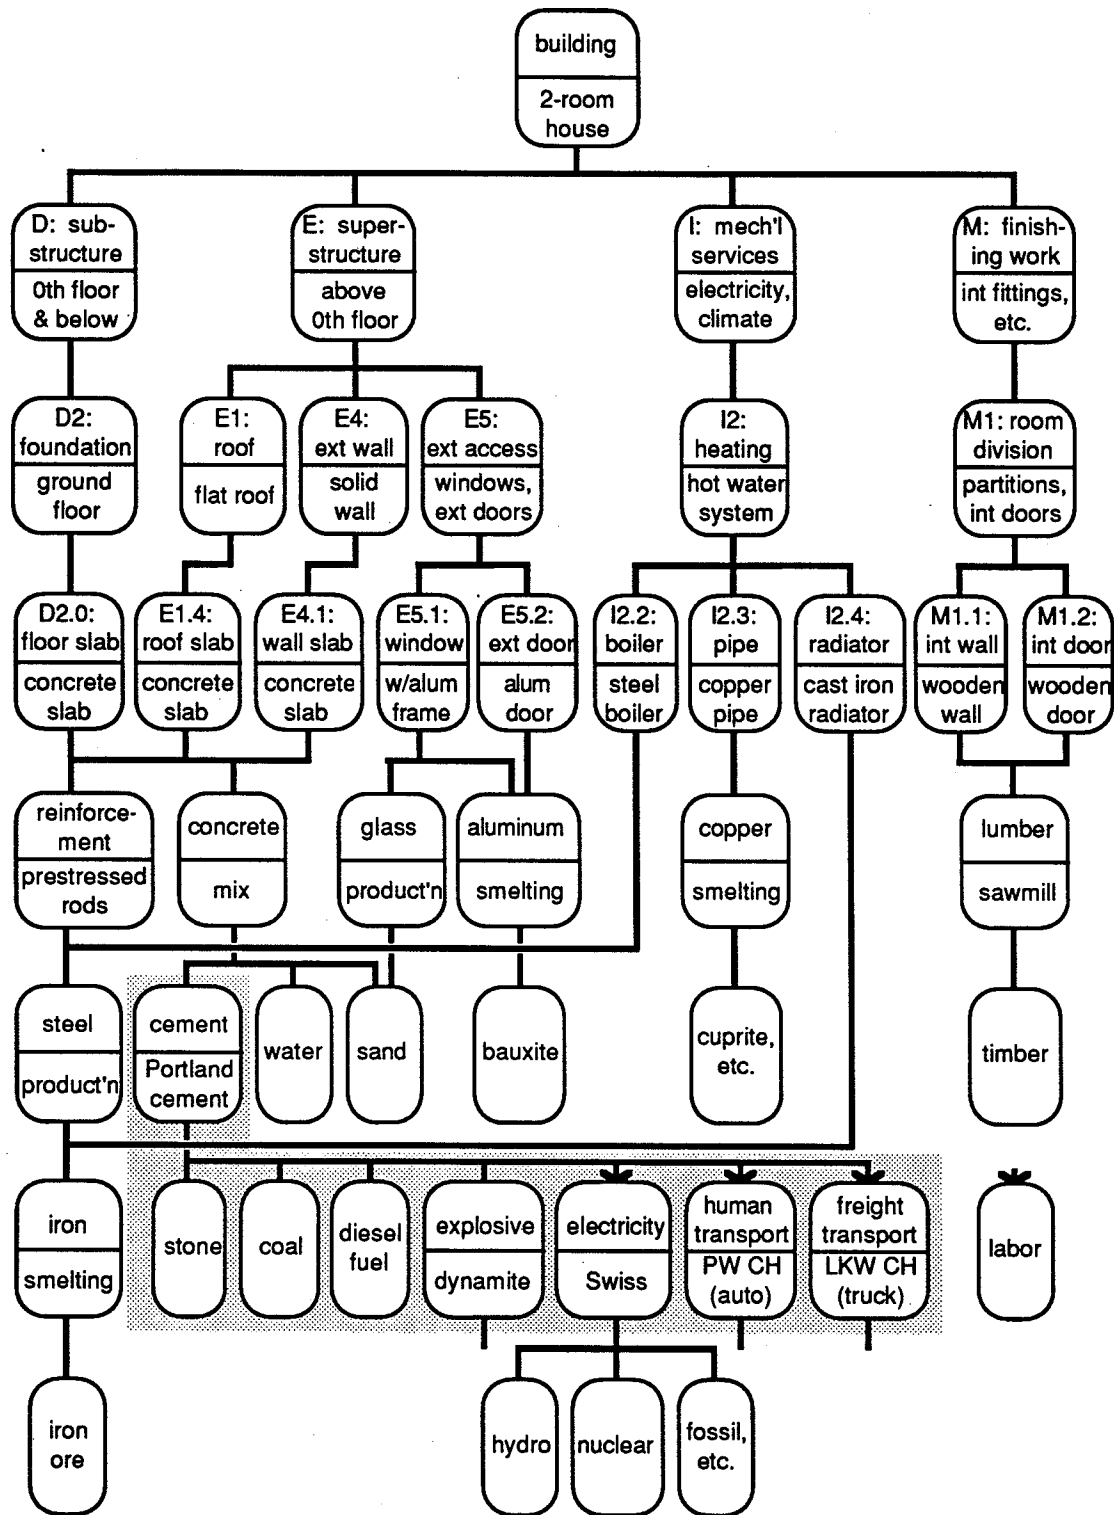 building
2-room
house
D: sub-
structure
0th floor
& below
E: super-
structure
above
0th floor
I: mech'l
services
electricity,
climate
M: finish-
ing work
int fittings,
etc.
D2:
foundation
ground
floor
E1:
roof
flat roof
E4:
ext wall
solid
wall
E5:
ext access
windows,
ext doors
I2:
heating
hot water
system
M1: room
division
partitions,
int doors
D2.0:
floor slab
concrete
slab
E1.4:
roof slab
concrete
slab
E4.1:
wall slab
concrete
slab
E5.1:
window
w/alum
frame
E5.2:
ext door
alum
door
I2.2:
boiler
steel
boiler
I2.3:
pipe
copper
pipe
I2.4:
radiator
cast iron
radiator
M1.1:
int wall
wooden
wall
M1.2:
int door
wooden
door
reinforce-
ment
prestressed
rods
concrete
mix
glass
product'n
aluminum
smelting
copper
smelting
lumber
sawmill
steel
product'n
cement
Portland
cement
water
sand
bauxite
cuprite,
etc.
timber
iron
smelting
stone
coal
diesel
fuel
explosive
dynamite
electricity
Swiss
human
transport
PW CH
(auto)
freight
transport
LKW CH
(truck)
labor
iron
ore
hydro
nuclear
fossil,
etc.